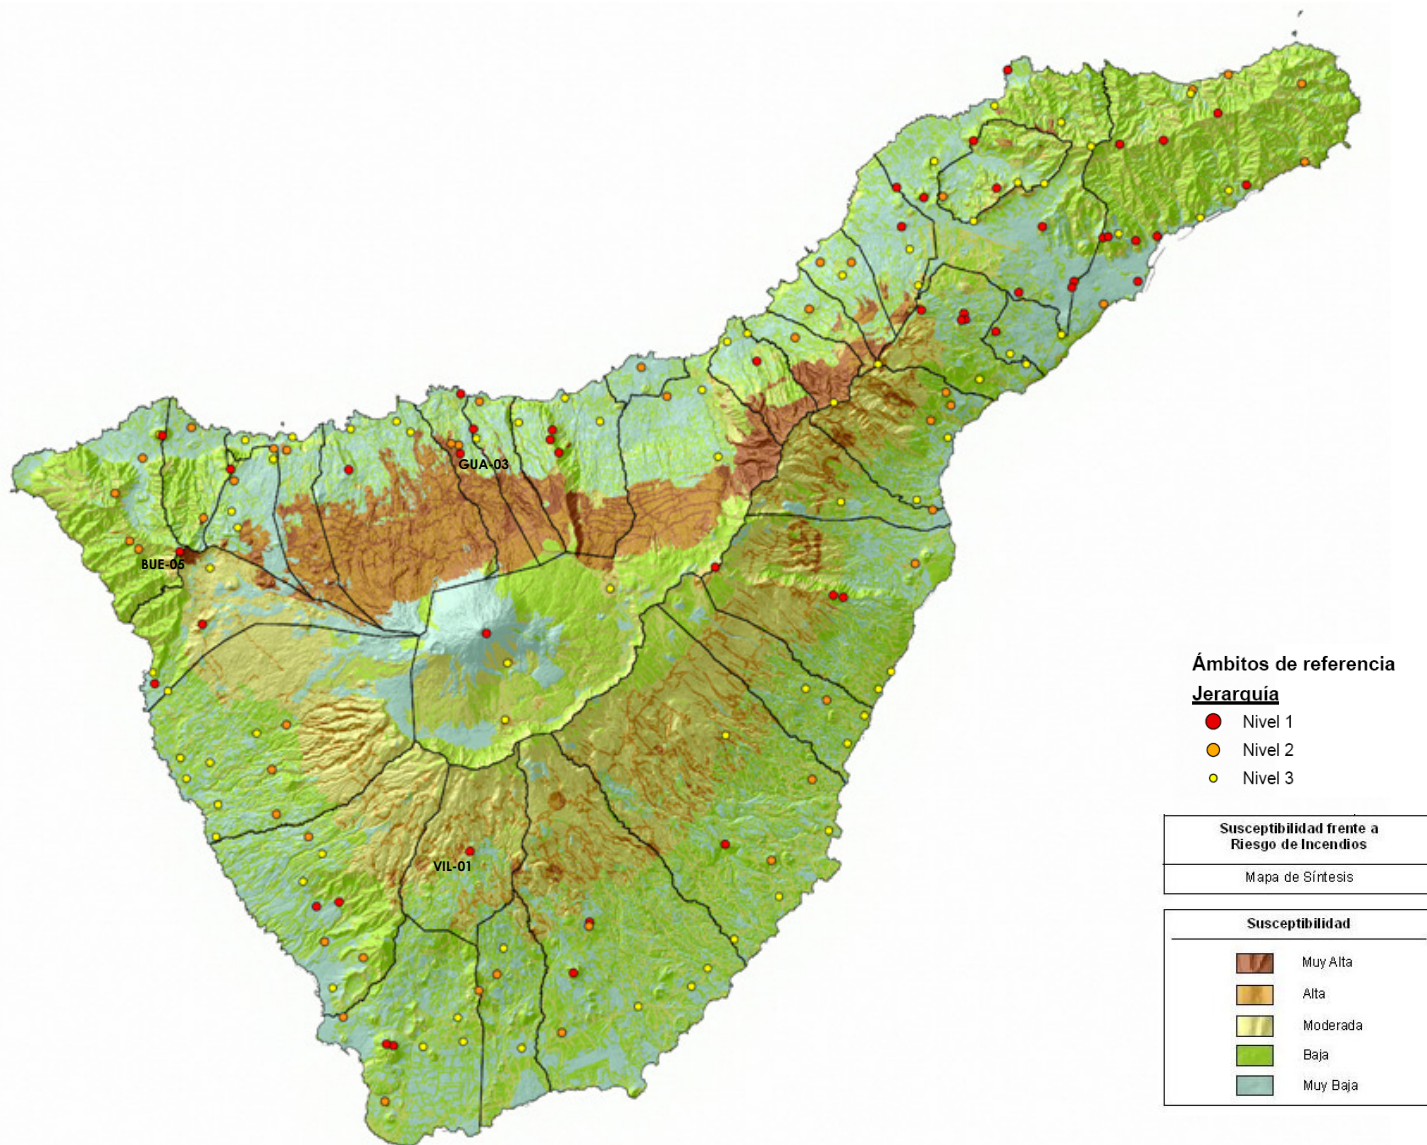 GUA-03
BUE-05
VIL-01
Ámbitos de referencia
Jerarquía
Nivel 1
Nivel 2
Nivel 3
Susceptibilidad frente a
Riesgo de Incendios
Mapa de Síntesis
Susceptibilidad
Muy Alta
Alta
Moderada
Baja
Muy Baja